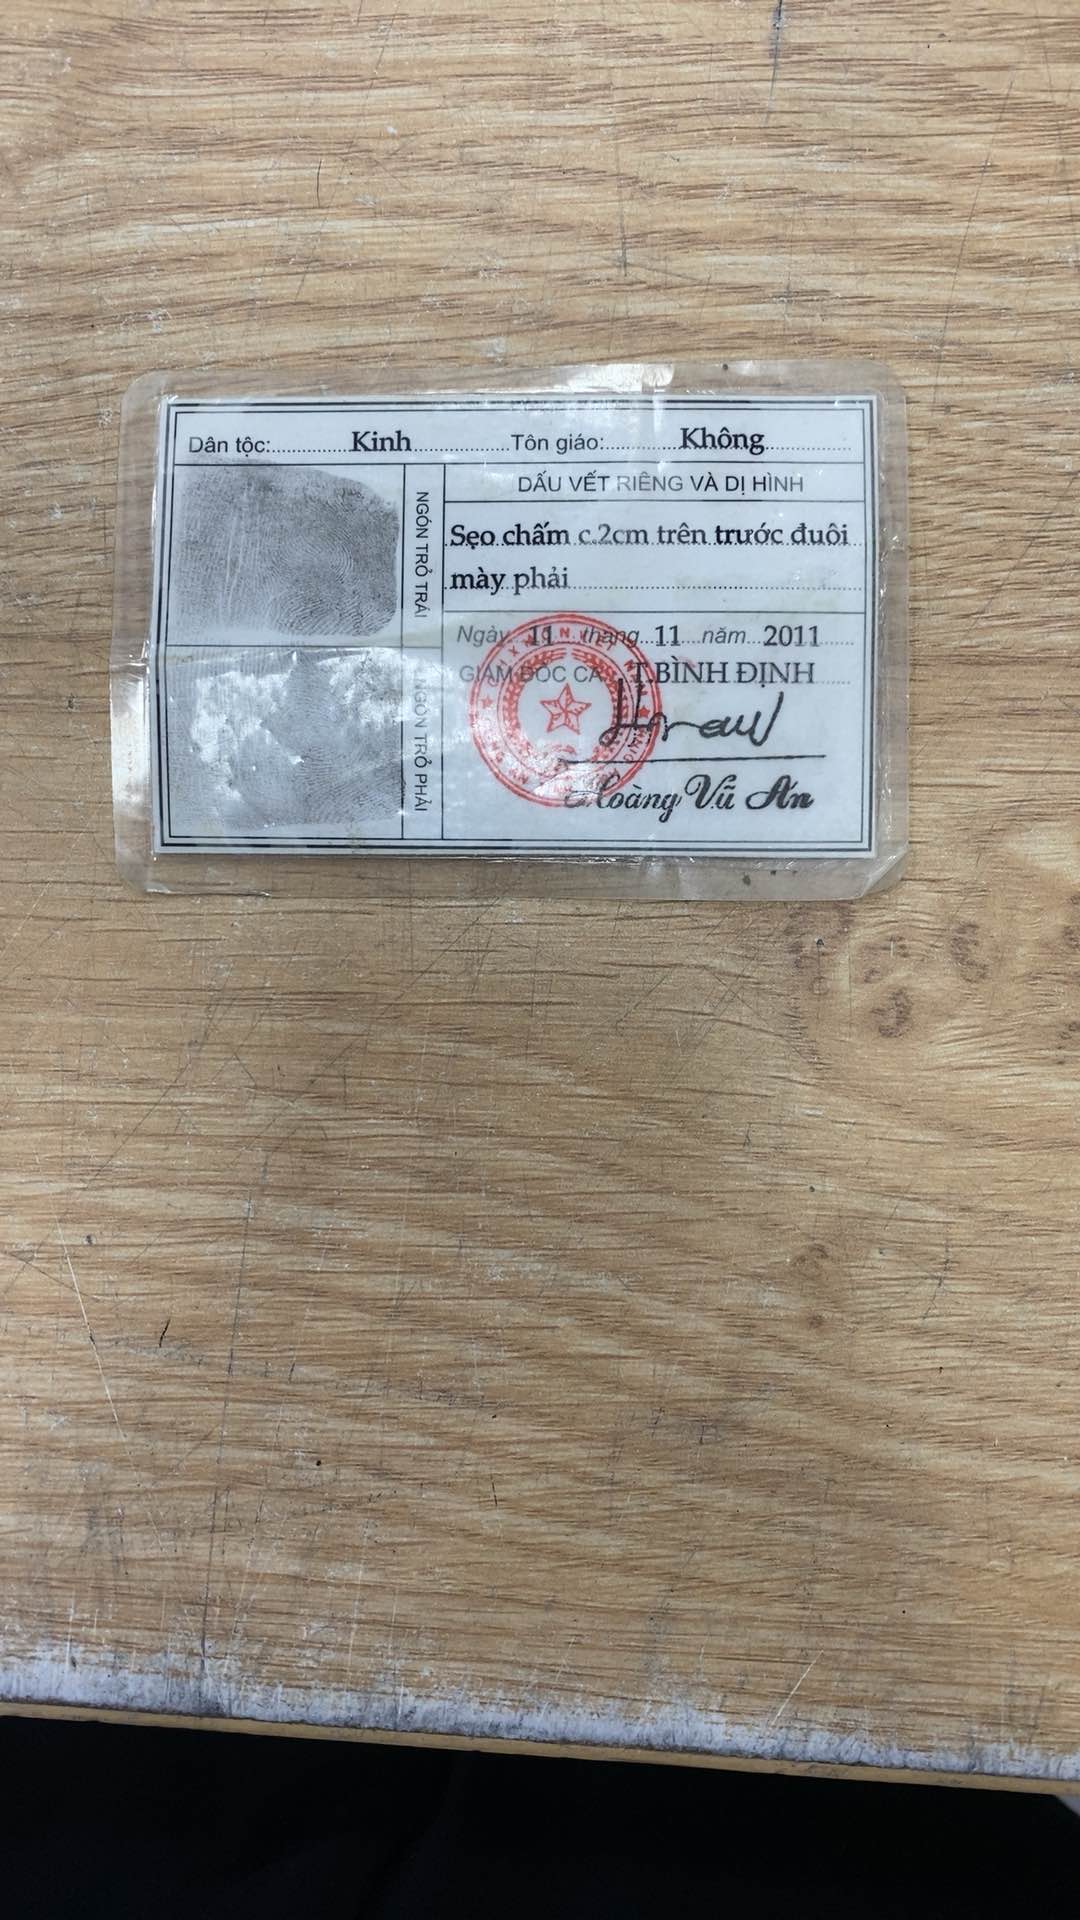 Dân tộc: Kinh Tôn giáo: Không
NGÓN TRỎ TRÁI
DẤU VẾT RIÊNG VÀ DỊ HÌNH
Sẹo chấm c.2cm trên trước đuôi
mày phải
Ngày 11 tháng 11 năm 2011
GIÁM ĐỐC CA T.BÌNH ĐỊNH
NGÓN TRỎ PHẢI
Hoàng Vũ Ấn